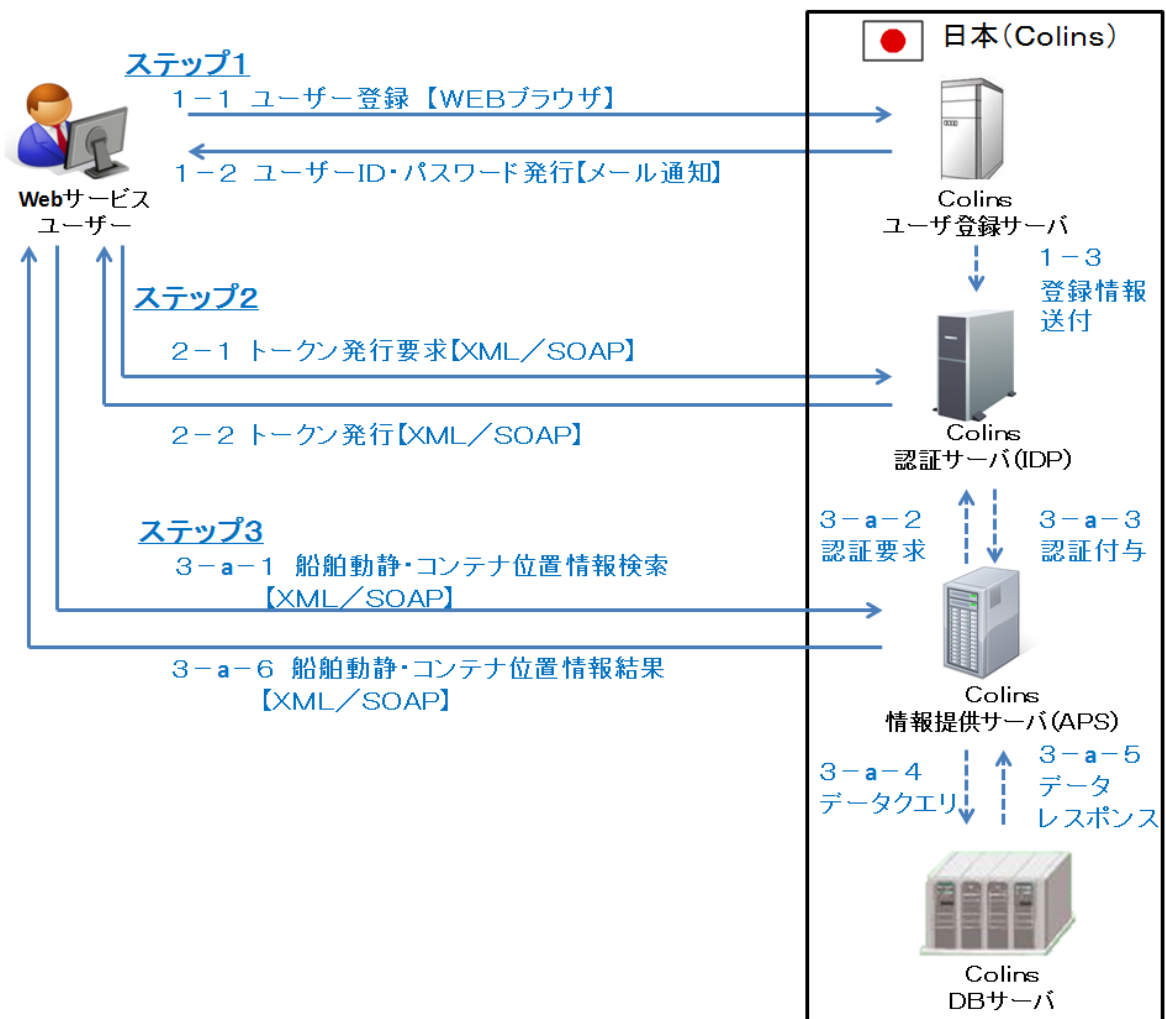 日本(Colins)
ステップ1
1－1 ユーザー登録 【WEBブラウザ】
1－2 ユーザーID・パスワード発行【メール通知】
Webサービス
ユーザー
Colins
ユーザ登録サーバ
1－3
登録情報
送付
ステップ2
2－1 トークン発行要求【XML／SOAP】
2－2 トークン発行【XML／SOAP】
Colins
認証サーバ(IDP)
3－a－2
認証要求
3－a－3
認証付与
ステップ3
3－a－1 船舶動静・コンテナ位置情報検索
【XML／SOAP】
3－a－6 船舶動静・コンテナ位置情報結果
【XML／SOAP】
Colins
情報提供サーバ(APS)
3－a－4
データクエリ
3－a－5
データ
レスポンス
Colins
DBサーバ